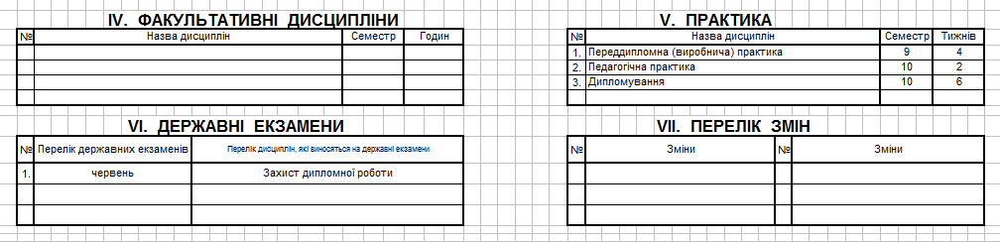 IV. ФАКУЛЬТАТИВНІ ДИСЦИПЛІНИ
№ Назва дисциплін Семестр Годин
V. ПРАКТИКА
№ Назва дисциплін Семестр Тижнів
1. Переддипломна (виробнича) практика 9 4
2. Педагогічна практика 10 2
3. Дипломування 10 6
VI. ДЕРЖАВНІ ЕКЗАМЕНИ
№ Перелік державних екзаменів Перелік дисциплін, які виносяться на державні екзамени
1. червень Захист дипломної роботи
VII. ПЕРЕЛІК ЗМІН
№ Зміни № Зміни